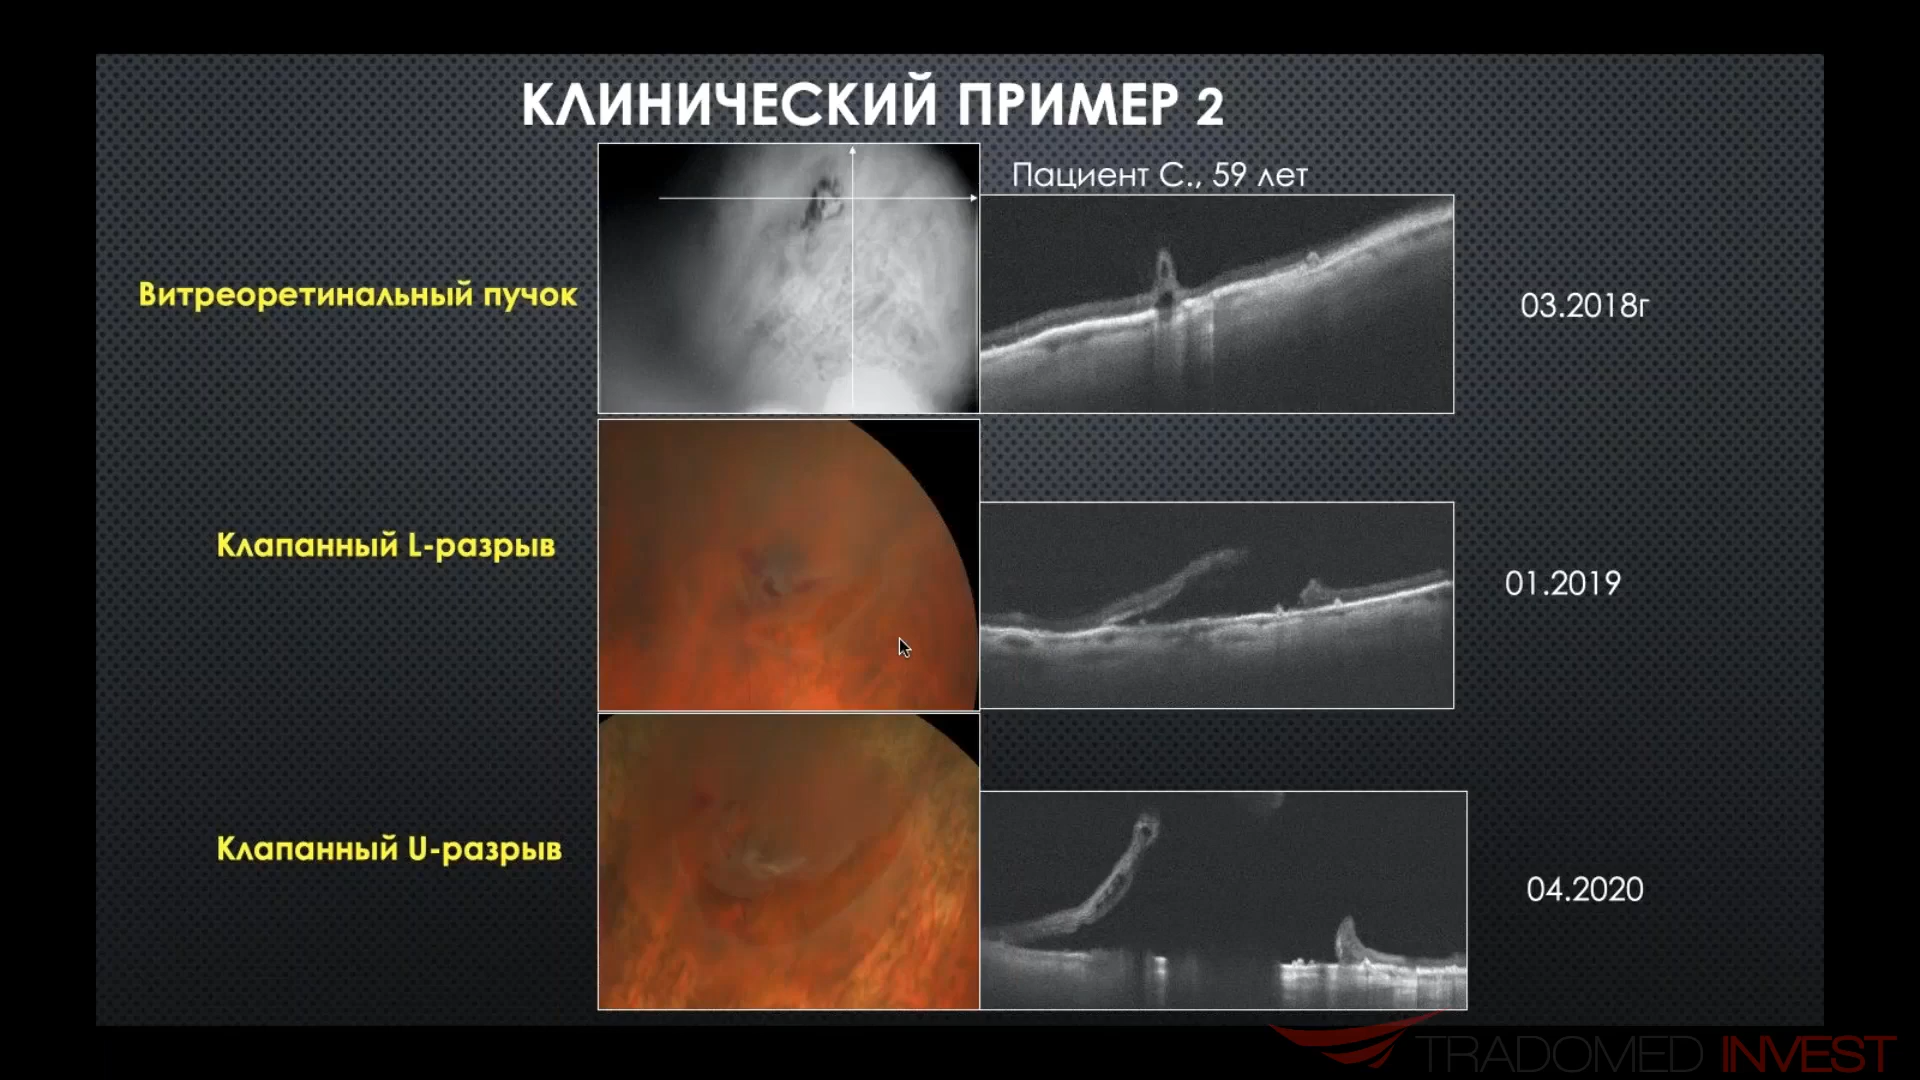 КЛИНИЧЕСКИЙ ПРИМЕР 2
Пациент С., 59 лет
Витреоретинальный пучок
03.2018г
Клапанный L-разрыв
01.2019
Клапанный U-разрыв
04.2020
TRADOMED INVEST